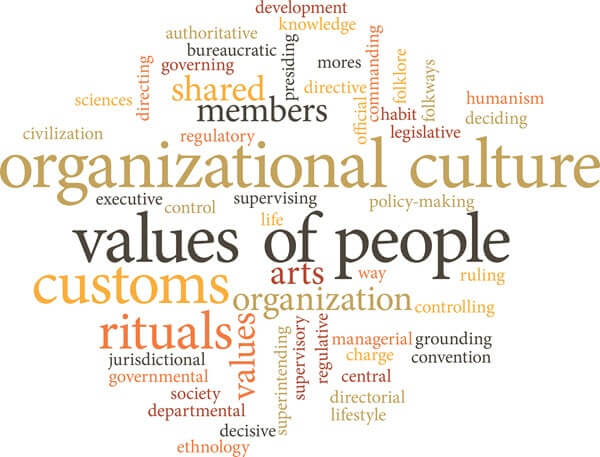 development
knowledge
authoritative
bureaucratic
presiding
mores
commanding
governing
directing
shared
directive
folklore
folkways
sciences
members
official
habit
humanism
deciding
civilization
regulatory
legislative
organizational culture
executive
control
supervising
policy-making
life
values of people
customs
arts
way
ruling
organization
controlling
rituals
values
superintending
supervisory
regulative
managerial
grounding
jurisdictional
charge
convention
governmental
central
society
directorial
departmental
lifestyle
decisive
ethnology